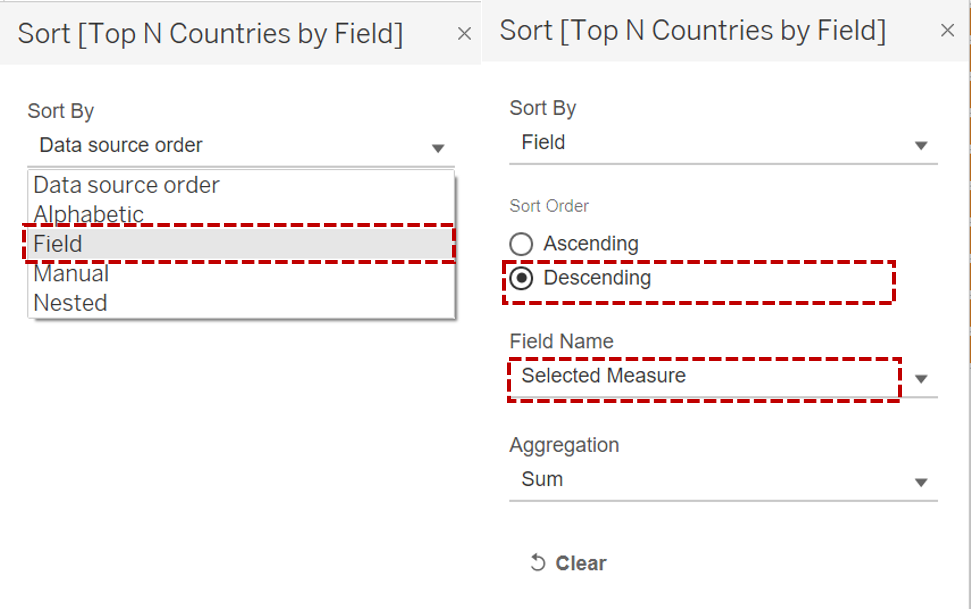 Sort [Top N Countries by Field]
Sort By
Data source order
Data source order
Alphabetic
Field
Manual
Nested
Sort [Top N Countries by Field]
Sort By
Field
Sort Order
Ascending
Descending
Field Name
Selected Measure
Aggregation
Sum
Clear